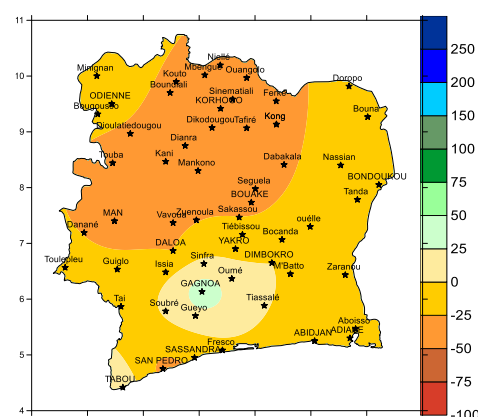 11
Niellé
Minignan
Mbengué
Ouangolo
10
Kouto
Doropo
Boundiali
Sinematiali
Ferké
ODIENNE
KORHOGO
Bougousso
Bouna
Kong
9
Djoulatiedougou
Dikodougou
Tafiré
Dianra
Touba
Kani
Mankono
Dabakala
Nassian
BONDOUKOU
8
Seguela
BOUAKE
Tanda
MAN
Vavoua
Zuenoula
Sakassou
ouélle
Danané
Tiébissou
Bocanda
7
DALOA
YAKRO
Toulepleu
Guiglo
Issia
Sinfra
DIMBOKRO
M'Batto
Zaranou
Oumé
GAGNOA
6
Tai
Soubré
Gueyo
Tiassalé
Aboisso
ABIDJAN
ADIAKE
5
Fresco
SASSANDRA
SAN PEDRO
TABOU
4
250
200
150
100
75
50
25
0
-25
-50
-75
-100